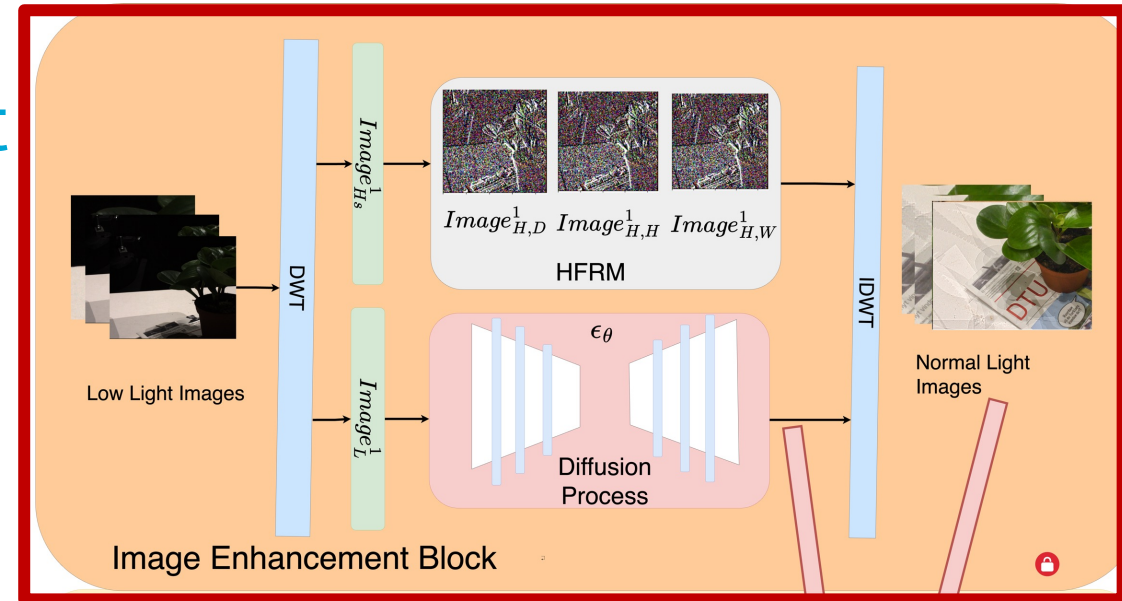 Low Light Images
DWT
Image^1_{Hs}
Image^1_L
Image^1_{H,D} Image^1_{H,H} Image^1_{H,W}
HFRM
ϵ_θ
Diffusion
Process
IDWT
DTU
Normal Light
Images
Image Enhancement Block